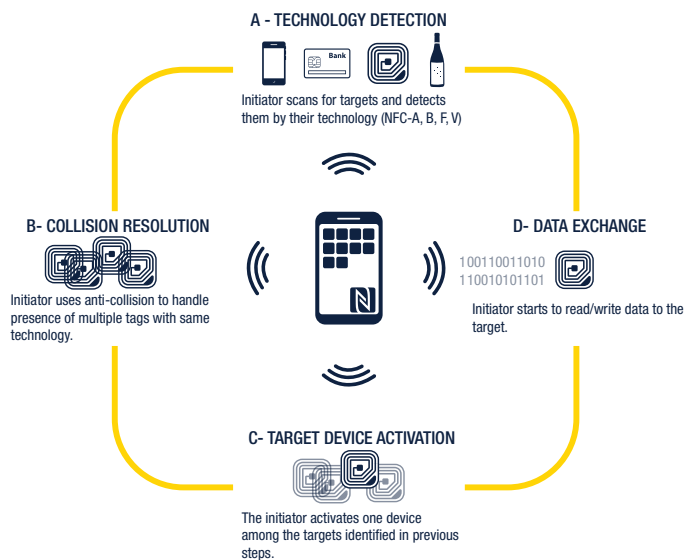 A - TECHNOLOGY DETECTION
Bank
Initiator scans for targets and detects
them by their technology (NFC-A, B, F, V)
B- COLLISION RESOLUTION
Initiator uses anti-collision to handle
presence of multiple tags with same
technology.
D- DATA EXCHANGE
100110011010
110010101101
Initiator starts to read/write data to the
target.
C- TARGET DEVICE ACTIVATION
The initiator activates one device
among the targets identified in previous
steps.